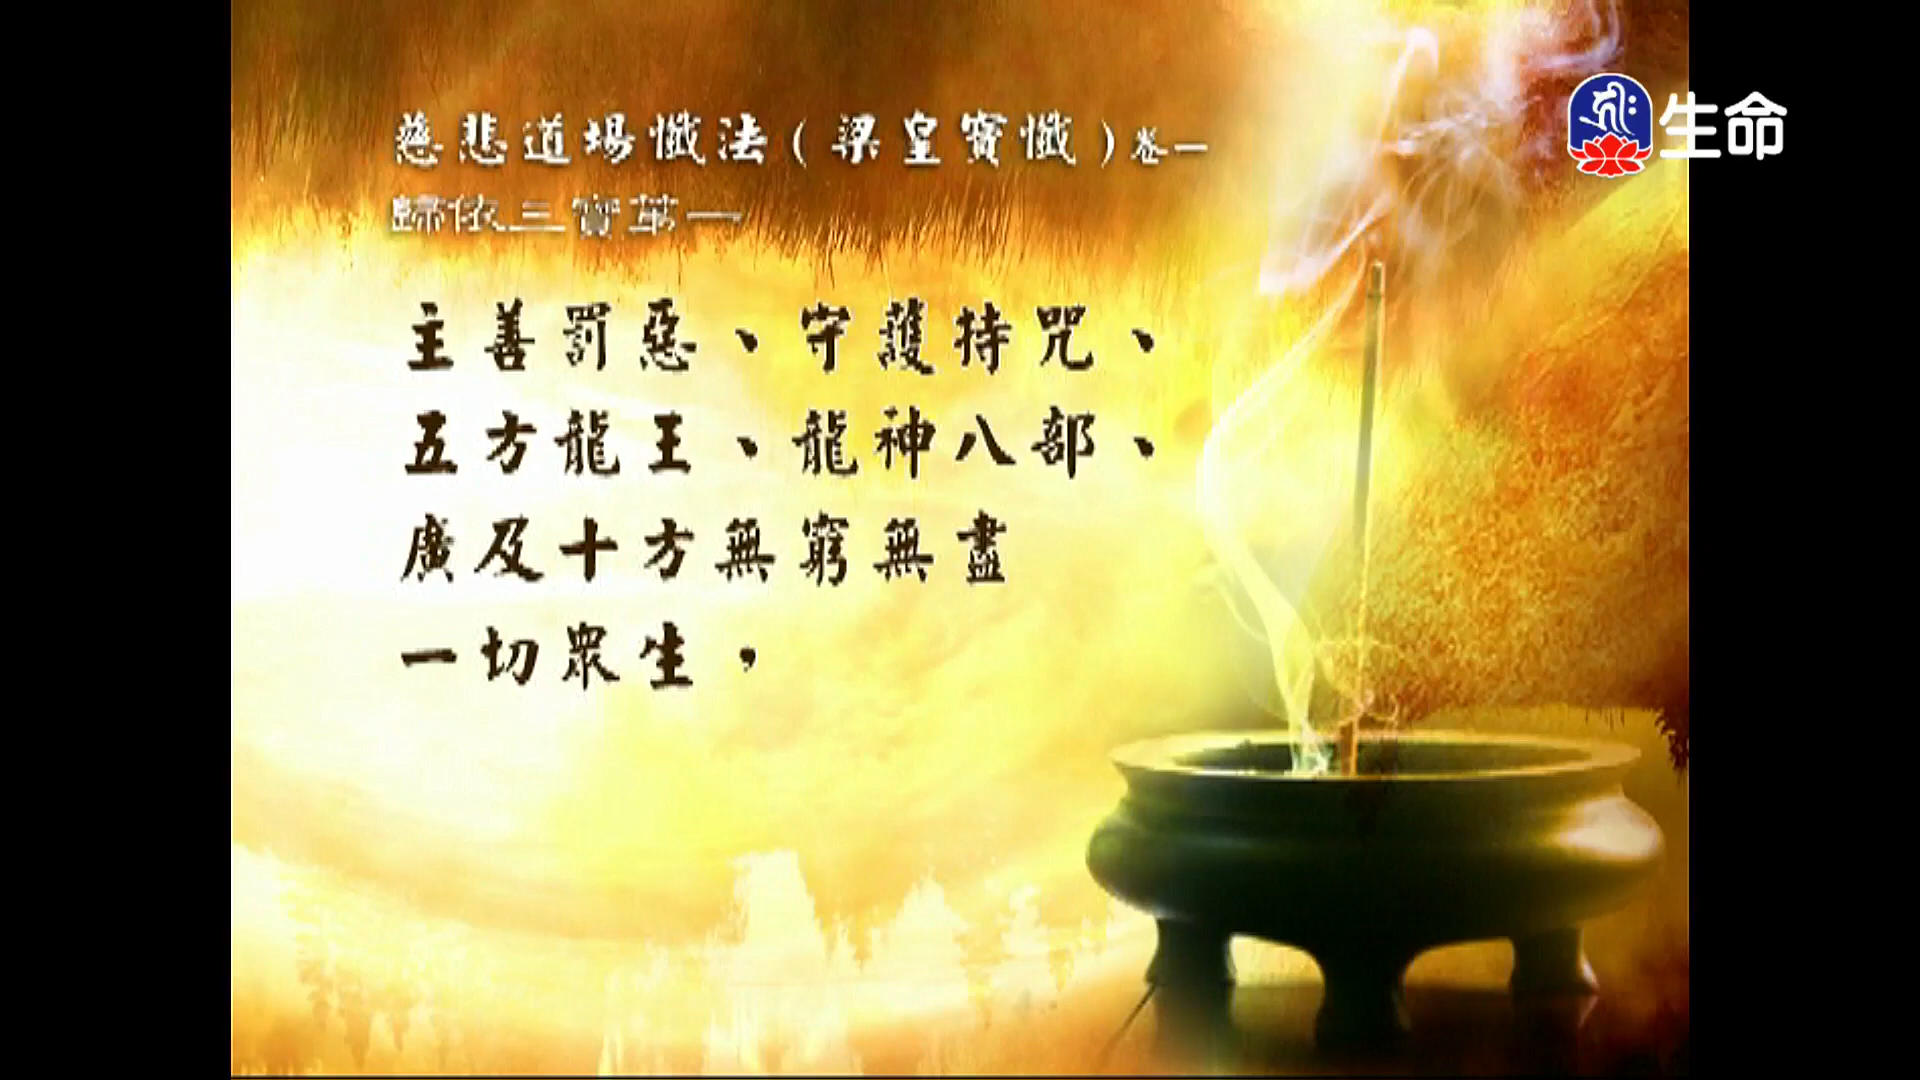 慈悲道場懺法(梁皇寶懺)卷一
歸依三寶第一
生命
主善罰惡、守護持咒、
五方龍王、龍神八部、
廣及十方無窮無盡
一切眾生，